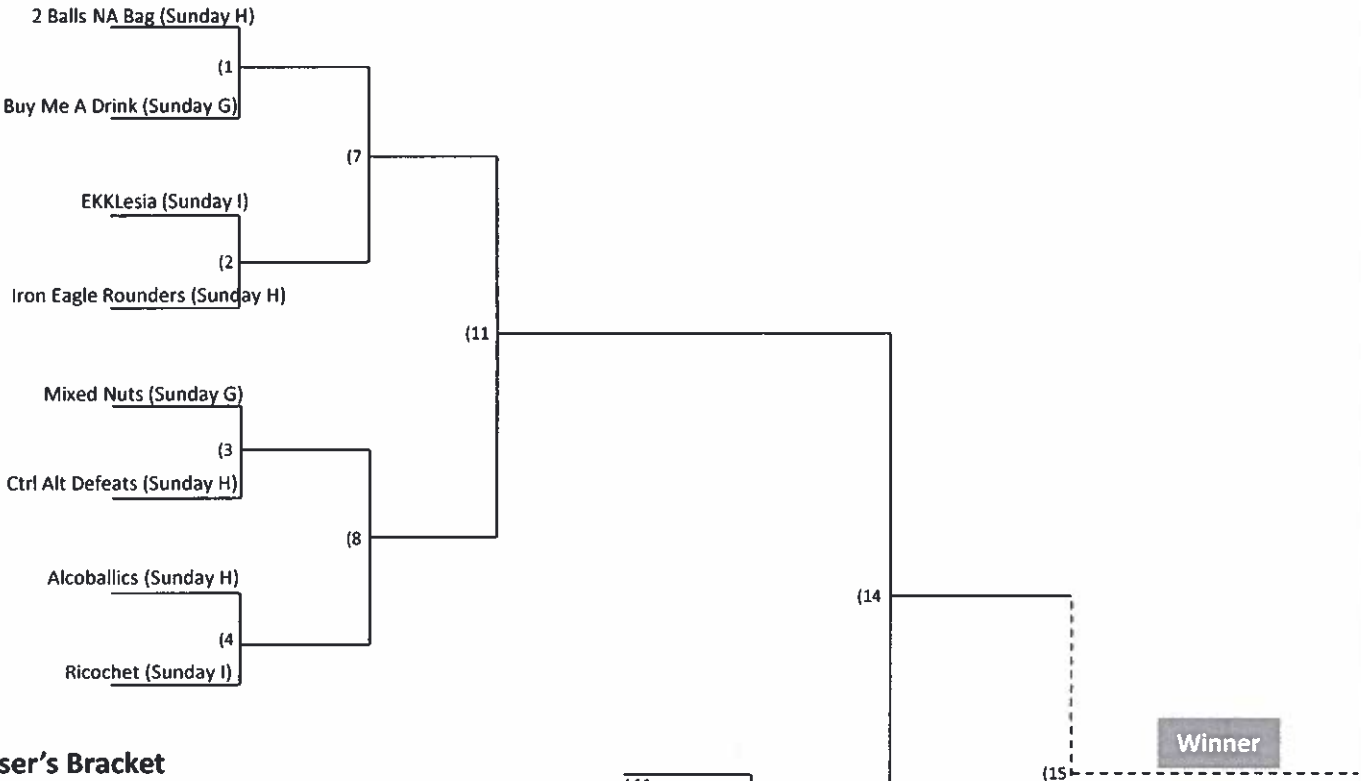 2 Balls NA Bag (Sunday H)
(1
Buy Me A Drink (Sunday G)
(7
EKKLesia (Sunday I)
(2
Iron Eagle Rounders (Sunday H)
(11
Mixed Nuts (Sunday G)
(3
Ctrl Alt Defeats (Sunday H)
(8
Alcoballics (Sunday H)
(14
(4
Ricochet (Sunday I)
Winner
ser's Bracket
(15